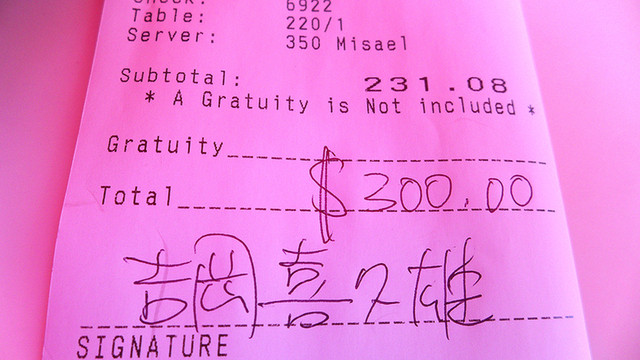 Check: 6922
Table: 220/1
Server: 350 Misael
Subtotal: 231.08
* A Gratuity is Not included *
Gratuity
Total $300.00
吉岡喜久雄
SIGNATURE